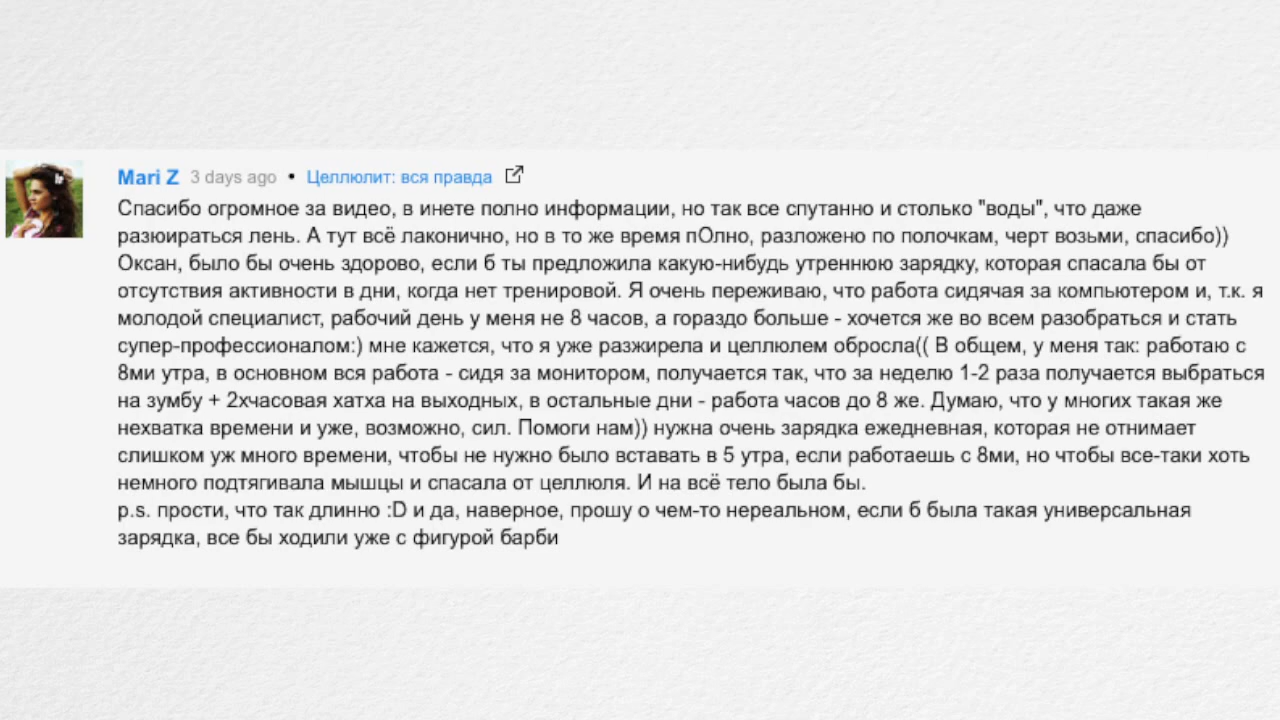 Mari Z 3 days ago • Целлюлит: вся правда
Спасибо огромное за видео, в инете полно информации, но так все спутанно и столько "воды", что даже
разюираться лень. А тут всё лаконично, но в то же время пОлно, разложено по полочкам, черт возьми, спасибо))
Оксан, было бы очень здорово, если б ты предложила какую-нибудь утреннюю зарядку, которая спасала бы от
отсутствия активности в дни, когда нет тренировой. Я очень переживаю, что работа сидячая за компьютером и, т.к. я
молодой специалист, рабочий день у меня не 8 часов, а гораздо больше - хочется же во всем разобраться и стать
супер-профессионалом:) мне кажется, что я уже разжирела и целлюлем обросла(( В общем, у меня так: работаю с
8ми утра, в основном вся работа - сидя за монитором, получается так, что за неделю 1-2 раза получается выбраться
на зумбу + 2хчасовая хатха на выходных, в остальные дни - работа часов до 8 же. Думаю, что у многих такая же
нехватка времени и уже, возможно, сил. Помоги нам)) нужна очень зарядка ежедневная, которая не отнимает
слишком уж много времени, чтобы не нужно было вставать в 5 утра, если работаешь с 8ми, но чтобы все-таки хоть
немного подтягивала мышцы и спасала от целлюля. И на всё тело была бы.
p.s. прости, что так длинно :D и да, наверное, прошу о чем-то нереальном, если б была такая универсальная
зарядка, все бы ходили уже с фигурой барби